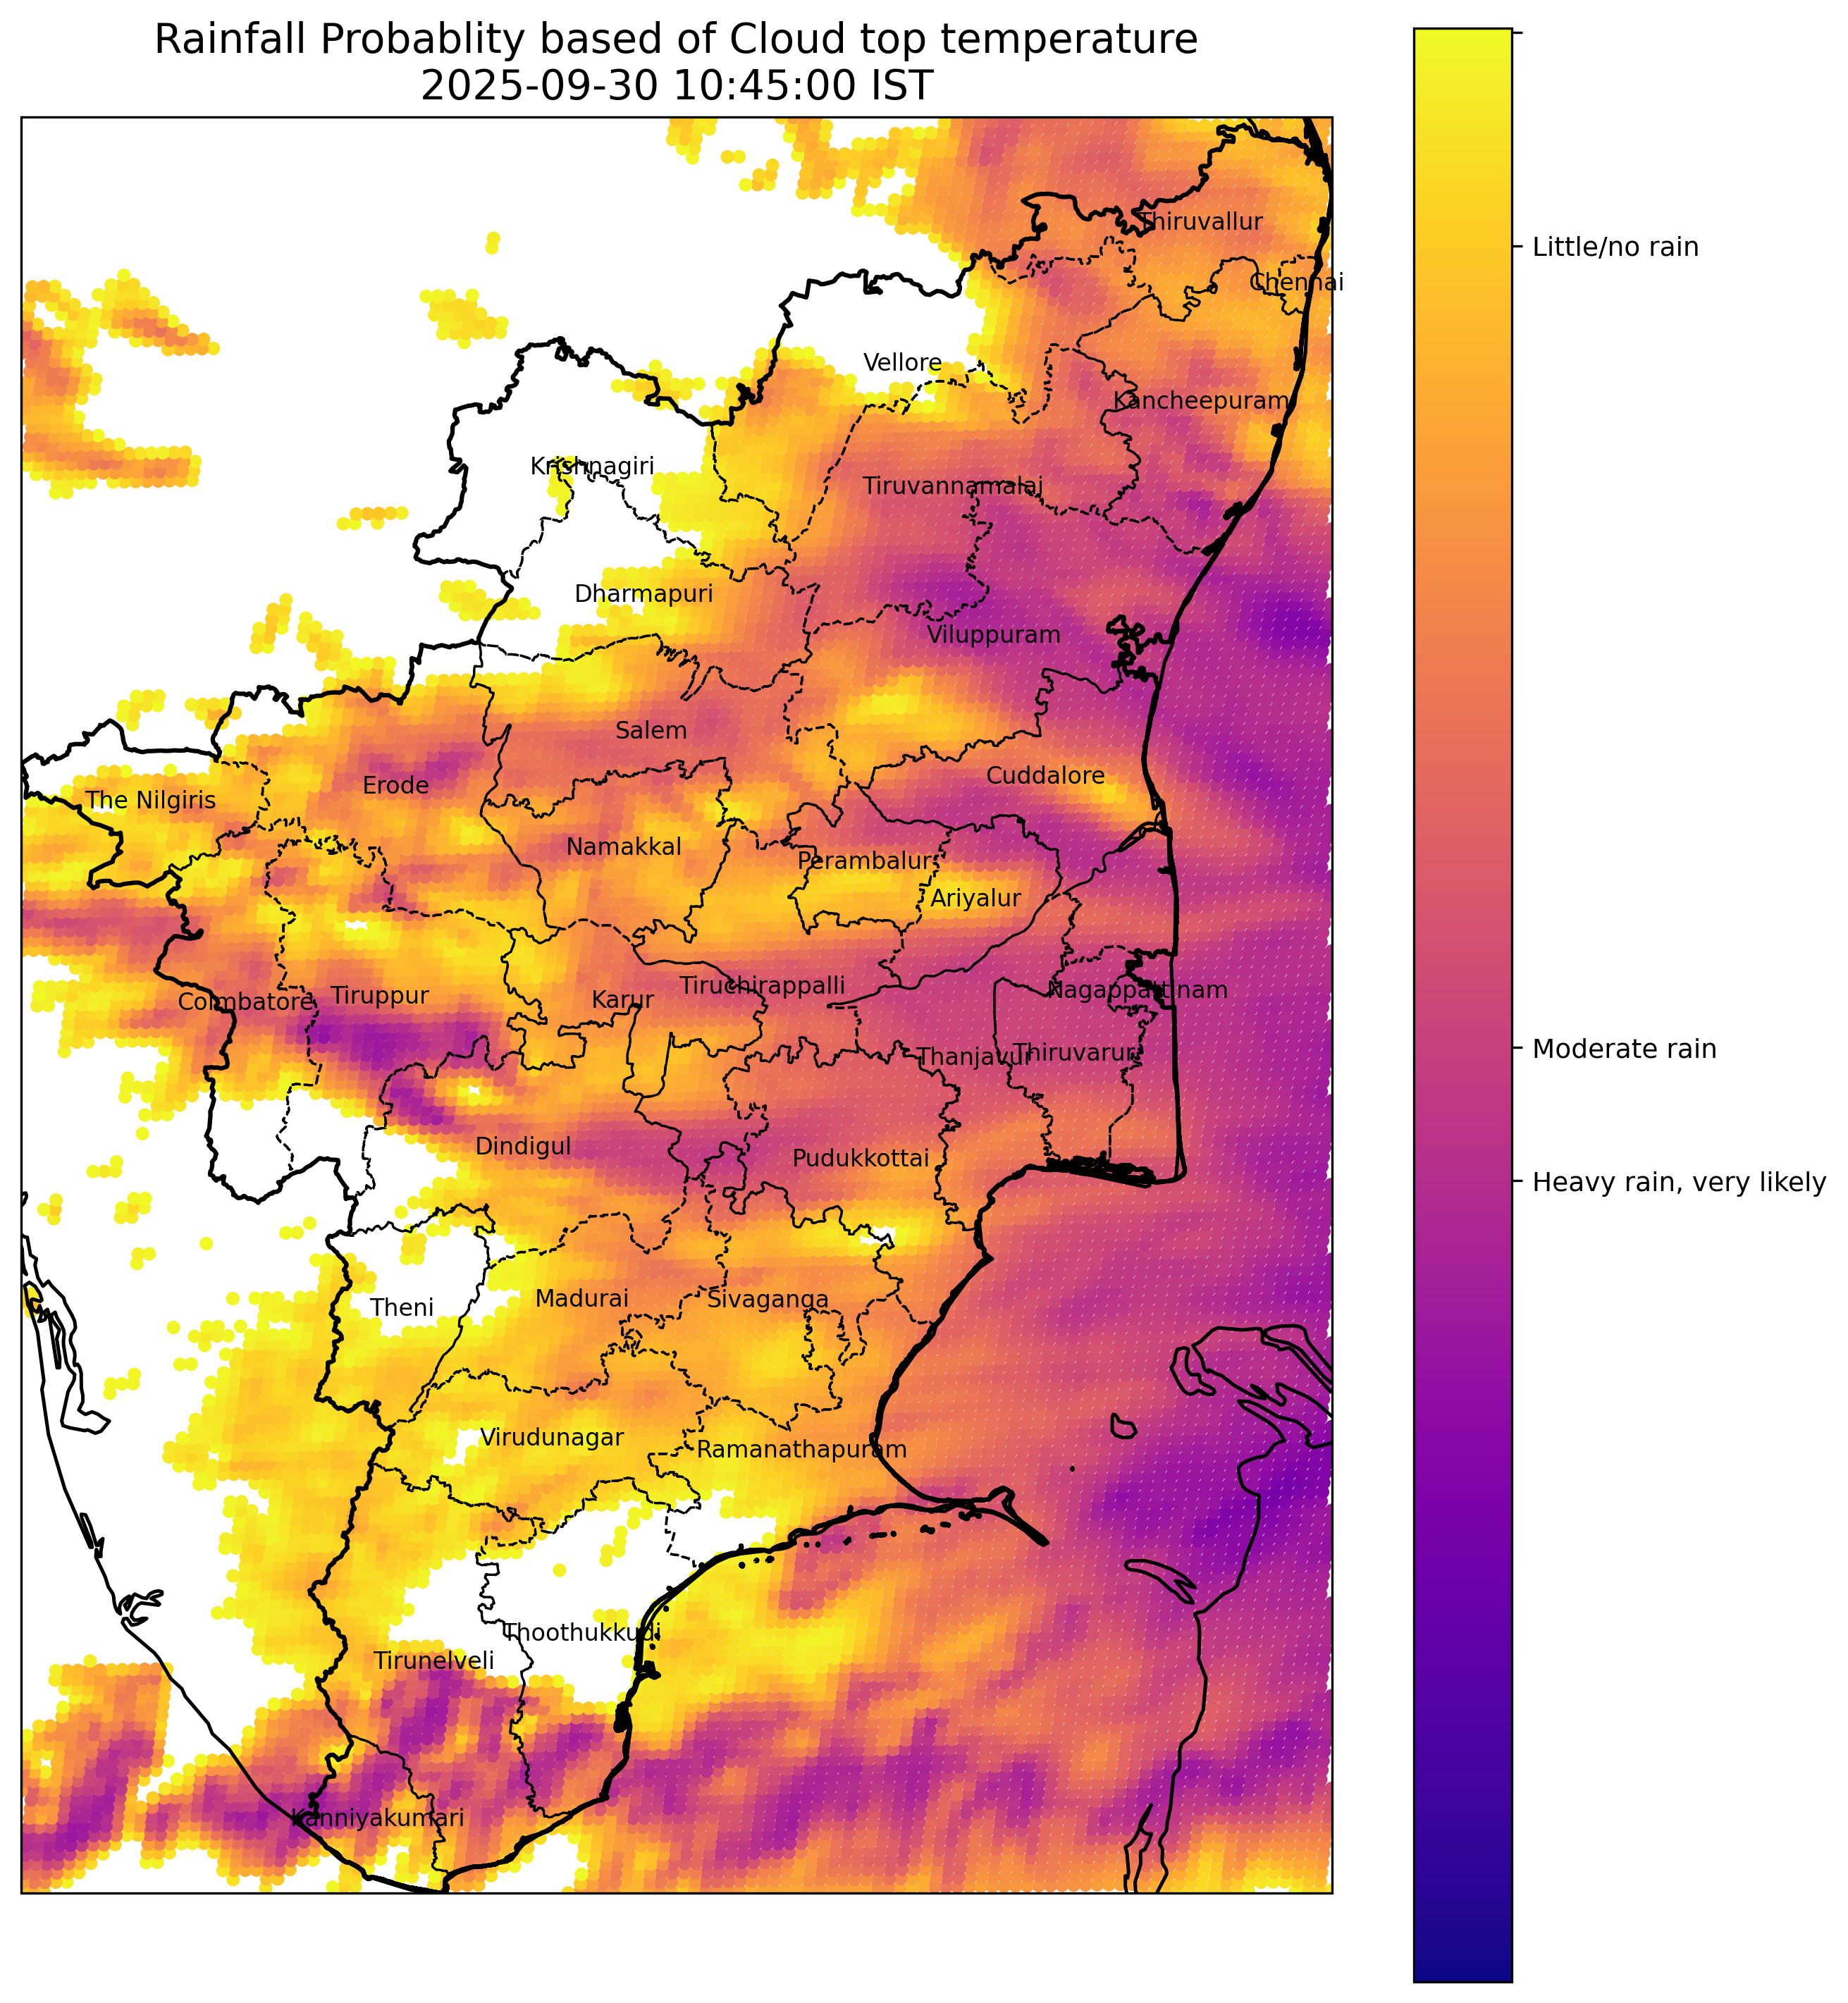 Rainfall Probablity based of Cloud top temperature
2025-09-30 10:45:00 IST
Thiruvallur
Little/no rain
Chennai
Vellore
Kancheepuram
Krishnagiri
Tiruvannamalai
Dharmapuri
Viluppuram
Salem
Cuddalore
Erode
The Nilgiris
Namakkal
Perambalur
Ariyalur
Tiruchirappalli
Nagappattinam
Coimbatore
Tiruppur
Karur
Thanjavur
Thiruvarur
Moderate rain
Dindigul
Pudukkottai
Heavy rain, very likely
Madurai
Sivaganga
Theni
Virudunagar
Ramanathapuram
Thoothukkudi
Tirunelveli
Kanniyakumari